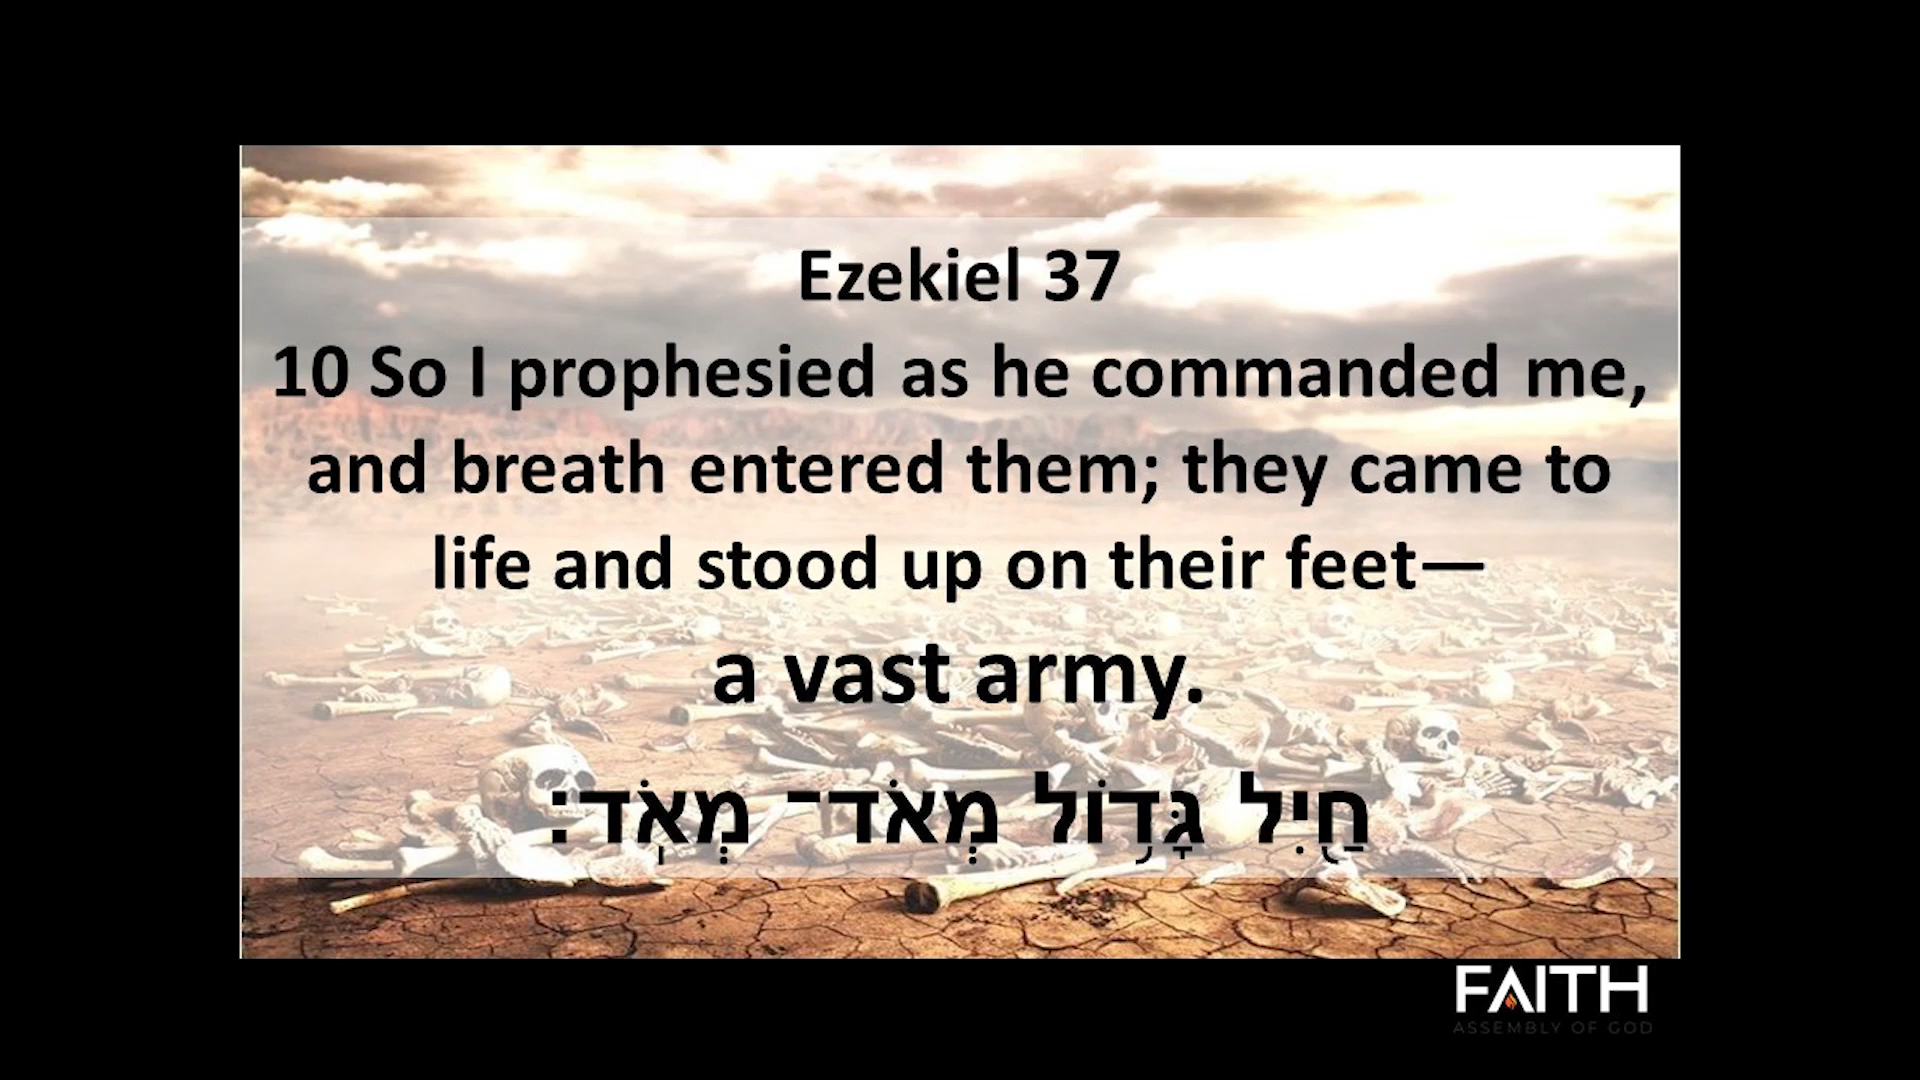 Ezekiel 37
10 So I prophesied as he commanded me,
and breath entered them; they came to
life and stood up on their feet—
a vast army.
חַ֖יִל גָּד֥וֹל מְאֹד־ מְאֹֽד׃
FAITH
ASSEMBLY OF GOD